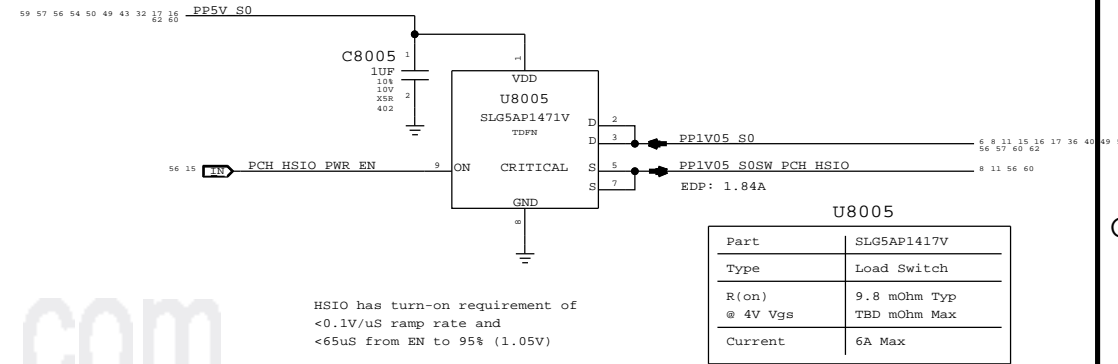 59 57 56 54 50 49 43 32 17 16 PP5V S0
62 60
C8005 1
1UF
10%
10V
X5R 2
402
1
VDD
U8005
SLG5AP1471V
TDFN
D 2
D 3 PP1V05 S0 6 8 11 15 16 17 36 40 49
56 57 60 62
56 15 IN PCH HSIO PWR EN 9 ON CRITICAL S 5 PP1V05 S0SW PCH HSIO 8 11 56 60
S 7 EDP: 1.84A
GND
8
U8005
Part SLG5AP1417V
Type Load Switch
R(on) 9.8 mOhm Typ
@ 4V Vgs TBD mOhm Max
Current 6A Max
HSIO has turn-on requirement of
<0.1V/uS ramp rate and
<65uS from EN to 95% (1.05V)
com